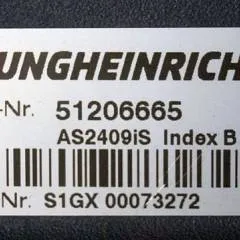 UNGHEINRICH
-Nr. 51206665
AS2409iS Index B
Nr. S1GX 00073272